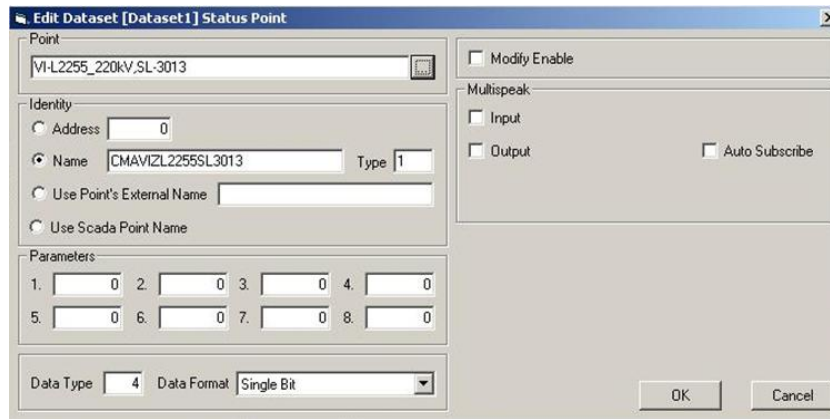 Edit Dataset [Dataset1] Status Point
Point
VI-L2255_220kV,SL-3013 ...
Modify Enable
Identity
Address 0
Name CMAVIZL2255SL3013 Type 1
Use Point's External Name
Use Scada Point Name
Multispeak
Input
Output Auto Subscribe
Parameters
1. 0 2. 0 3. 0 4. 0
5. 0 6. 0 7. 0 8. 0
Data Type 4 Data Format Single Bit
OK Cancel